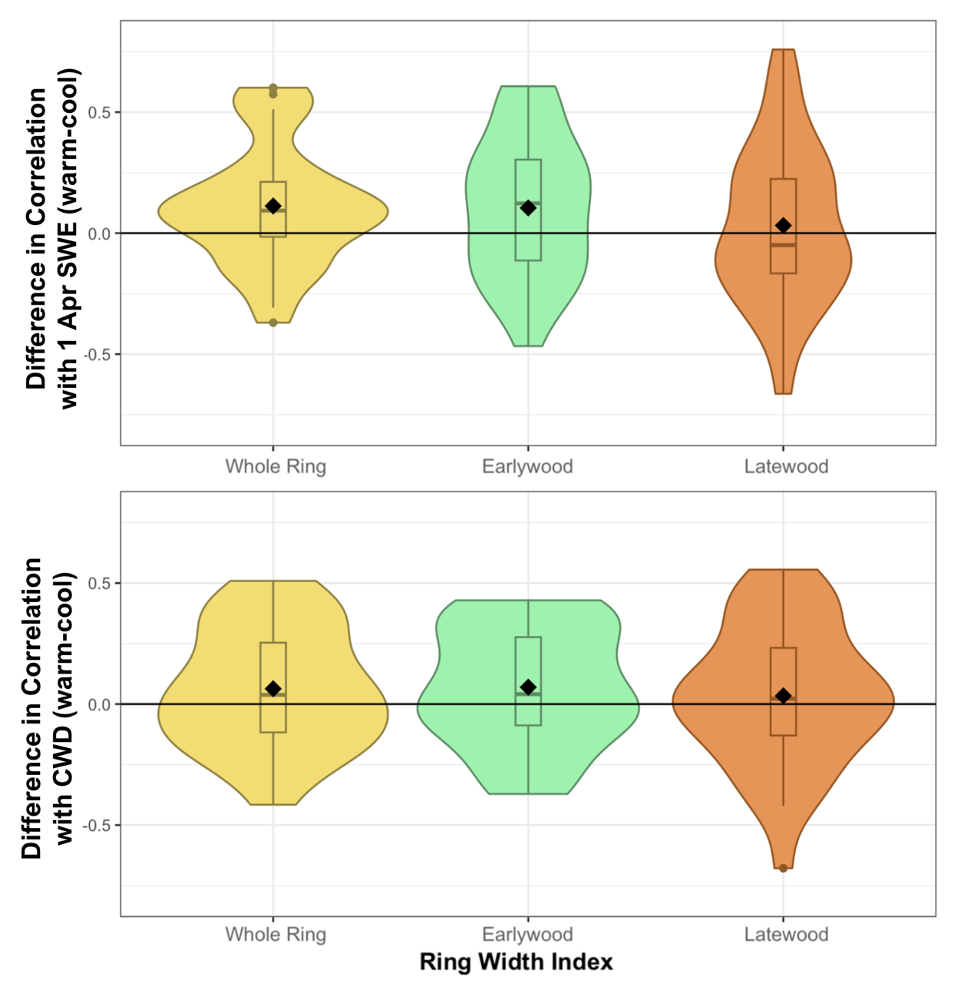 Difference in Correlation
with 1 Apr SWE (warm-cool)
0.5
0.0
-0.5
Whole Ring
Earlywood
Latewood
Difference in Correlation
with CWD (warm-cool)
0.5
0.0
-0.5
Whole Ring
Earlywood
Latewood
Ring Width Index